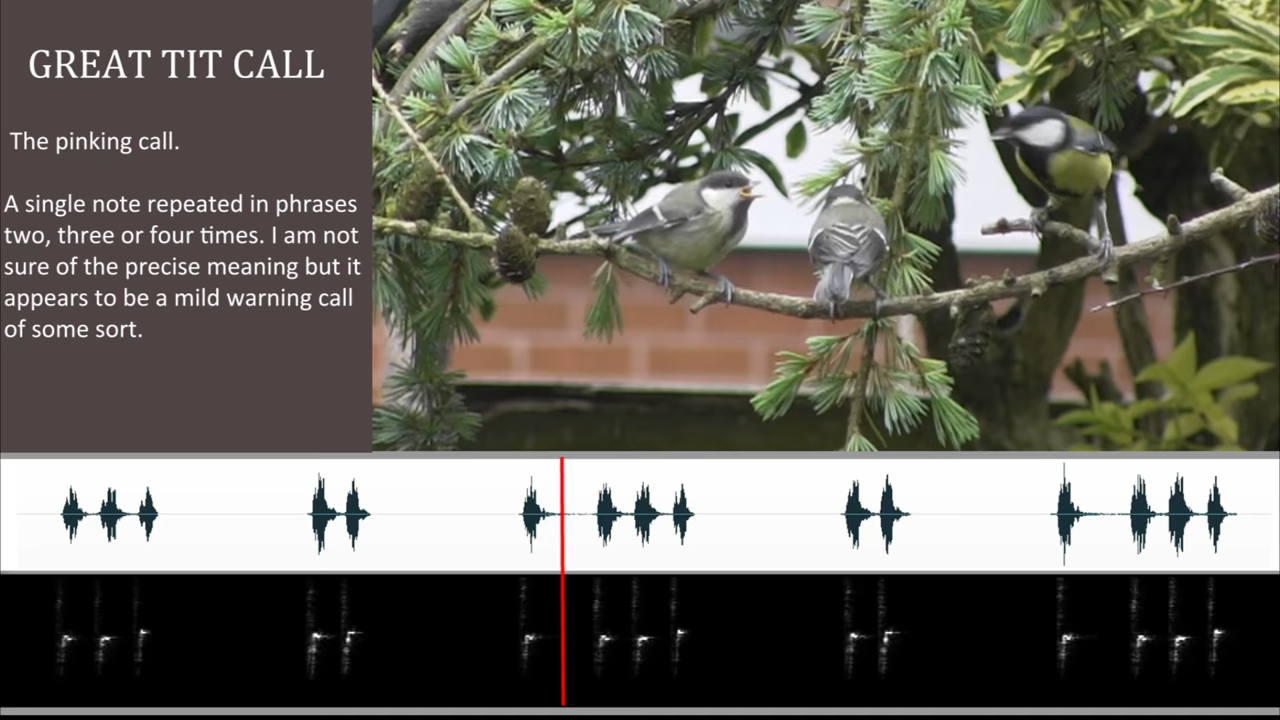 GREAT TIT CALL
The pinking call.
A single note repeated in phrases
two, three or four times. I am not
sure of the precise meaning but it
appears to be a mild warning call
of some sort.